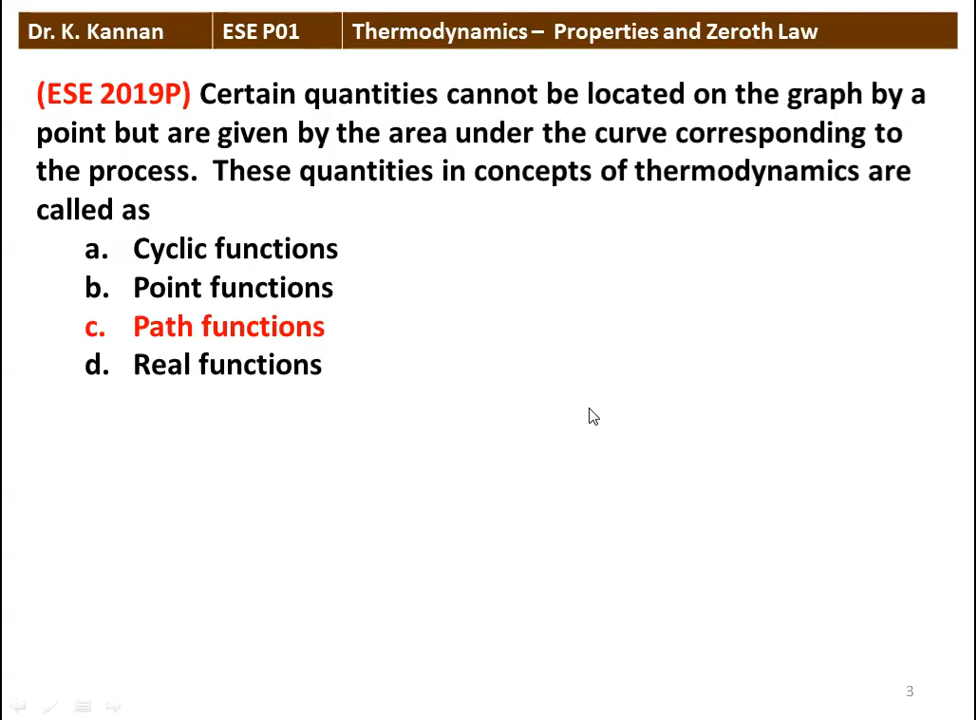 Dr. K. Kannan ESE P01 Thermodynamics – Properties and Zeroth Law
(ESE 2019P) Certain quantities cannot be located on the graph by a
point but are given by the area under the curve corresponding to
the process. These quantities in concepts of thermodynamics are
called as
a. Cyclic functions
b. Point functions
c. Path functions
d. Real functions
3